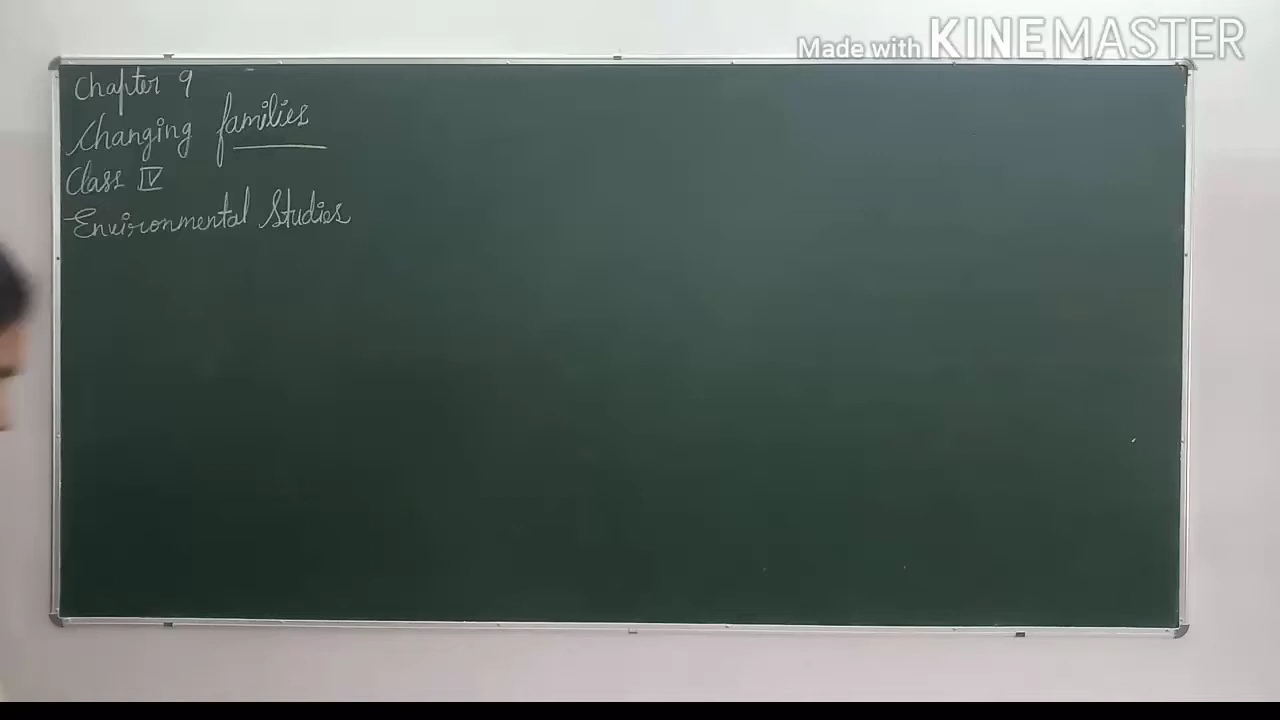 Made with KINEMASTER
Chapter 9
Changing families
Class IV
Environmental Studies